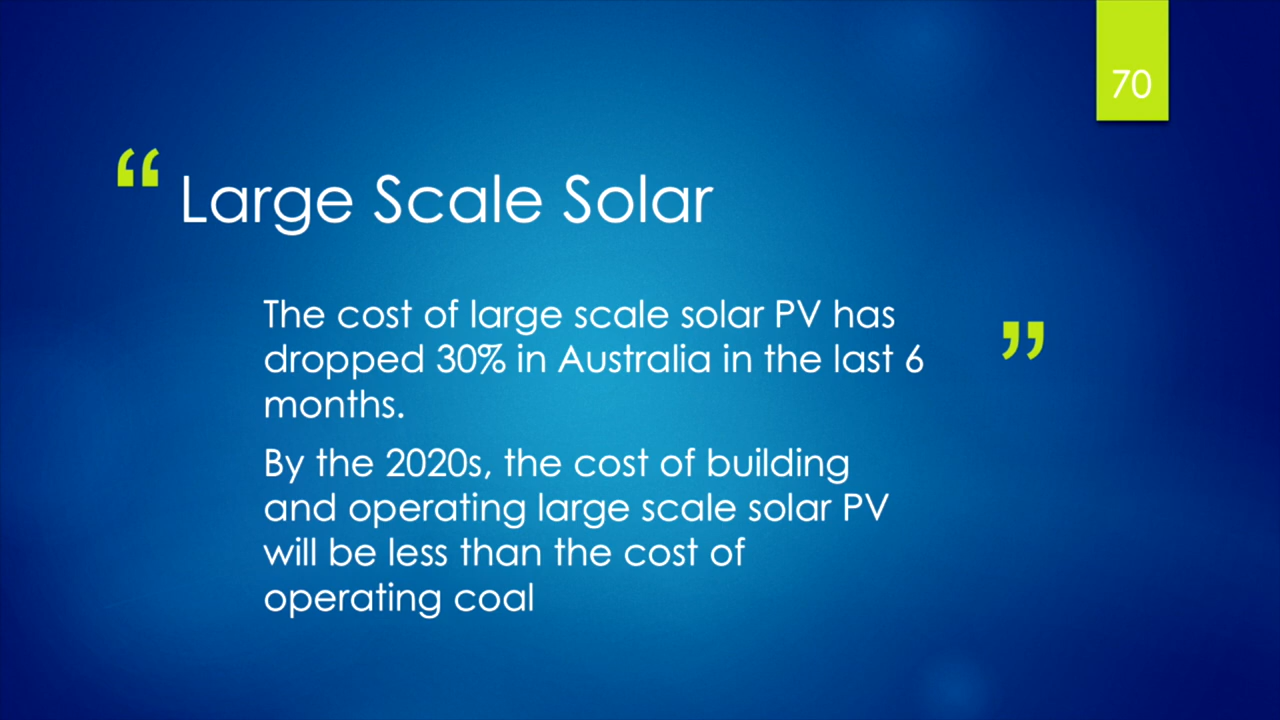 70
“ Large Scale Solar
The cost of large scale solar PV has
dropped 30% in Australia in the last 6
months.
”
By the 2020s, the cost of building
and operating large scale solar PV
will be less than the cost of
operating coal